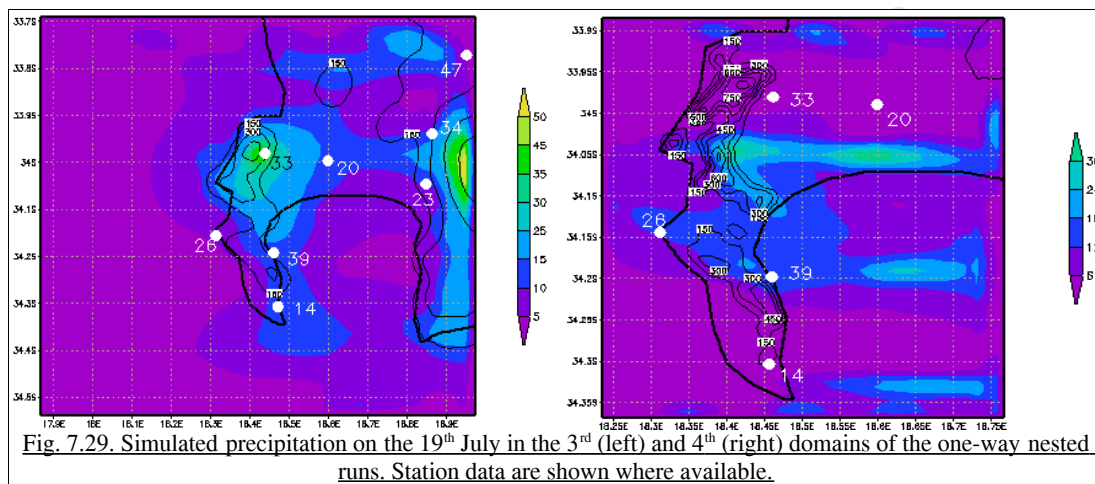 33.7S
33.8S
33.9S
34S
34.1S
34.2S
34.3S
34.4S
34.5S
150
150
300
150
150
47
34
33
20
23
26
39
14
17.9E 18E 18.1E 18.2E 18.3E 18.4E 18.5E 18.6E 18.7E 18.8E 18.9E
50
45
35
30
25
20
15
10
5
33.9S
33.95S
34S
34.05S
34.1S
34.15S
34.2S
34.25S
34.3S
34.35S
150
300
750
450
150
150
300
150
300
300
450
150
33
20
26
39
14
18.25E 18.3E 18.35E 18.4E 18.45E 18.5E 18.55E 18.6E 18.65E 18.7E 18.75E
30
6
Fig. 7.29. Simulated precipitation on the 19th July in the 3rd (left) and 4th (right) domains of the one-way nested
runs. Station data are shown where available.